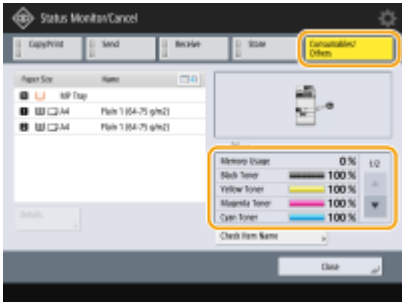 Status Monitor/Cancel
Copy/Print
Send
Receive
Store
Consumables/
Others
Paper Size
Name
MP Tray
A4 Plain 1 (64-75 g/m2)
A4 Plain 1 (64-75 g/m2)
Memory Usage 0 % 1/2
Black Toner 100 %
Yellow Toner 100 %
Magenta Toner 100 %
Cyan Toner 100 %
Details
Check Item Name
Close